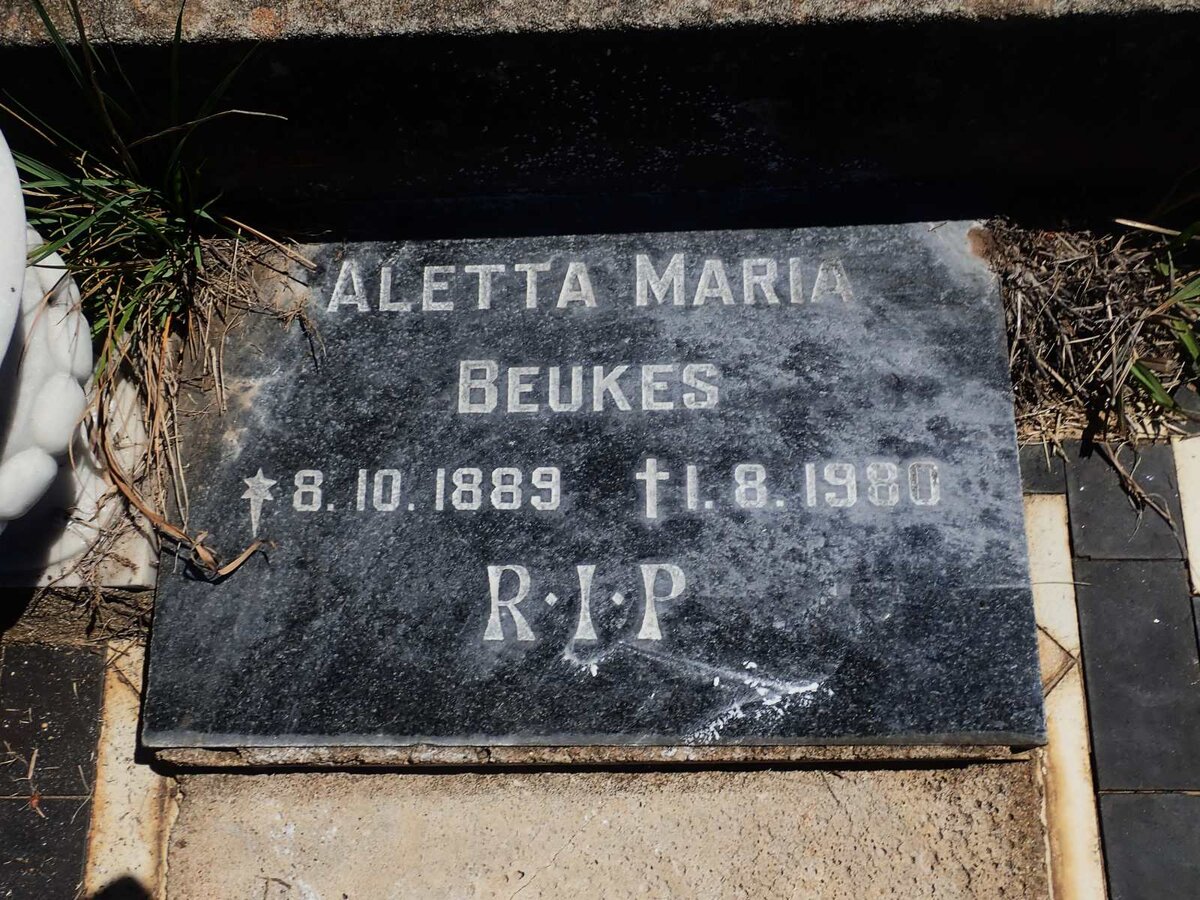 ALETTA MARIA
BEUKES
8.10.1889 †1.8.1980
R·I·P